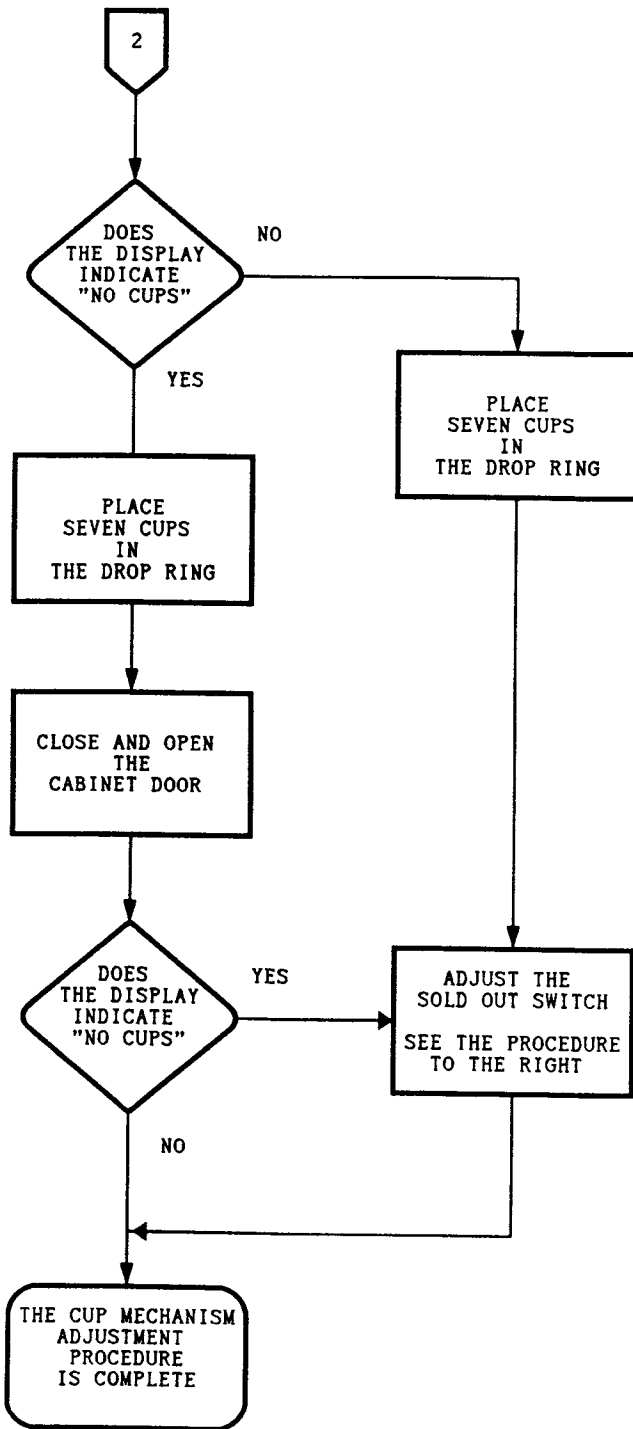 2
DOES
THE DISPLAY
INDICATE
"NO CUPS"
NO
YES
PLACE
SEVEN CUPS
IN
THE DROP RING
PLACE
SEVEN CUPS
IN
THE DROP RING
CLOSE AND OPEN
THE
CABINET DOOR
DOES
THE DISPLAY
INDICATE
"NO CUPS"
YES
NO
ADJUST THE
SOLD OUT SWITCH
SEE THE PROCEDURE
TO THE RIGHT
THE CUP MECHANISM
ADJUSTMENT
PROCEDURE
IS COMPLETE